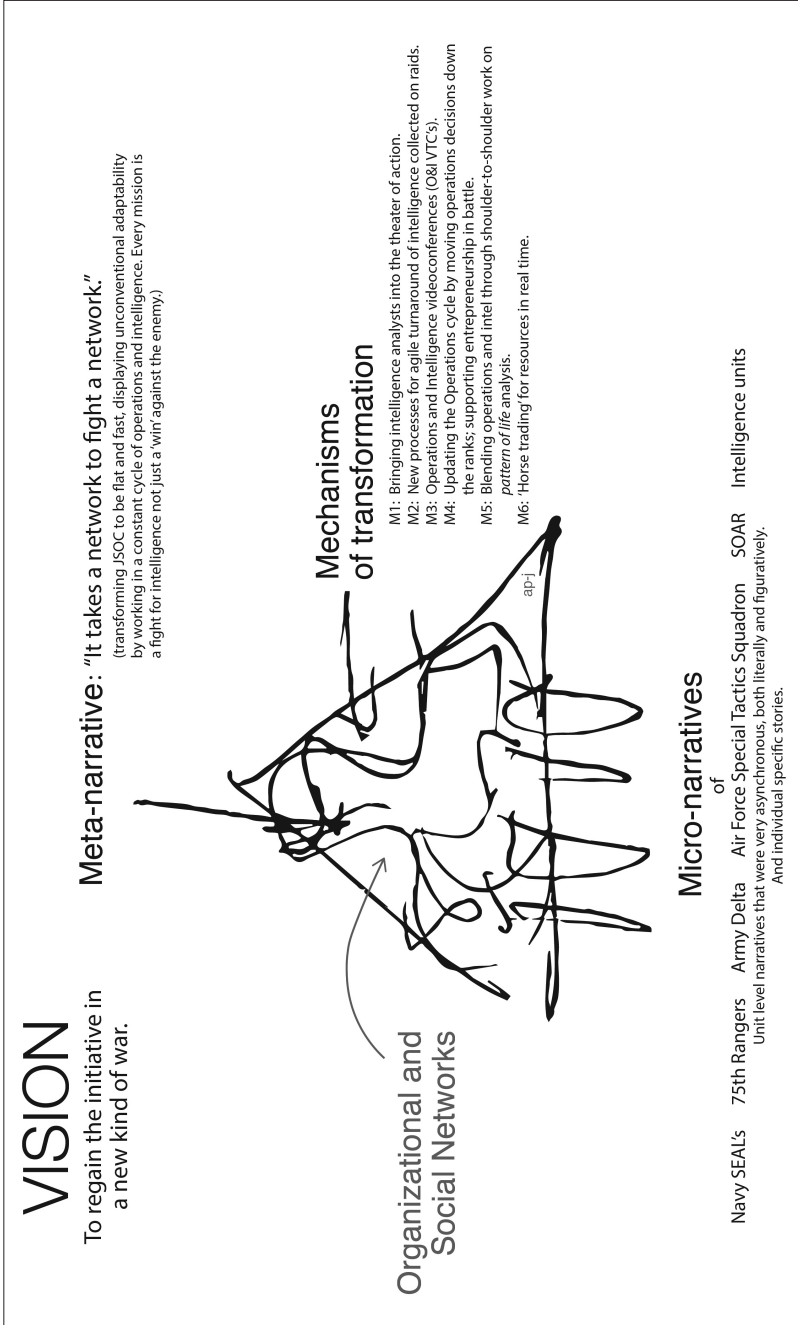 VISION
To regain the initiative in
a new kind of war.
Meta-narrative: “It takes a network to fight a network.”
(transforming JSOC to be flat and fast, displaying unconventional adaptability
by working in a constant cycle of operations and intelligence. Every mission is
a fight for intelligence not just a ‘win’ against the enemy.)
Organizational and
Social Networks
Mechanisms
of transformation
M1: Bringing intelligence analysts into the theater of action.
M2: New processes for agile turnaround of intelligence collected on raids.
M3: Operations and Intelligence videoconferences (O&I VTC’s).
M4: Updating the Operations cycle by moving operations decisions down
the ranks; supporting entrepreneurship in battle.
M5: Blending operations and intel through shoulder-to-shoulder work on
pattern of life analysis.
M6: ‘Horse trading’ for resources in real time.
ap-j
Micro-narratives
of
Navy SEAL’s 75th Rangers Army Delta Air Force Special Tactics Squadron SOAR Intelligence units
Unit level narratives that were very asynchronous, both literally and figuratively.
And individual specific stories.